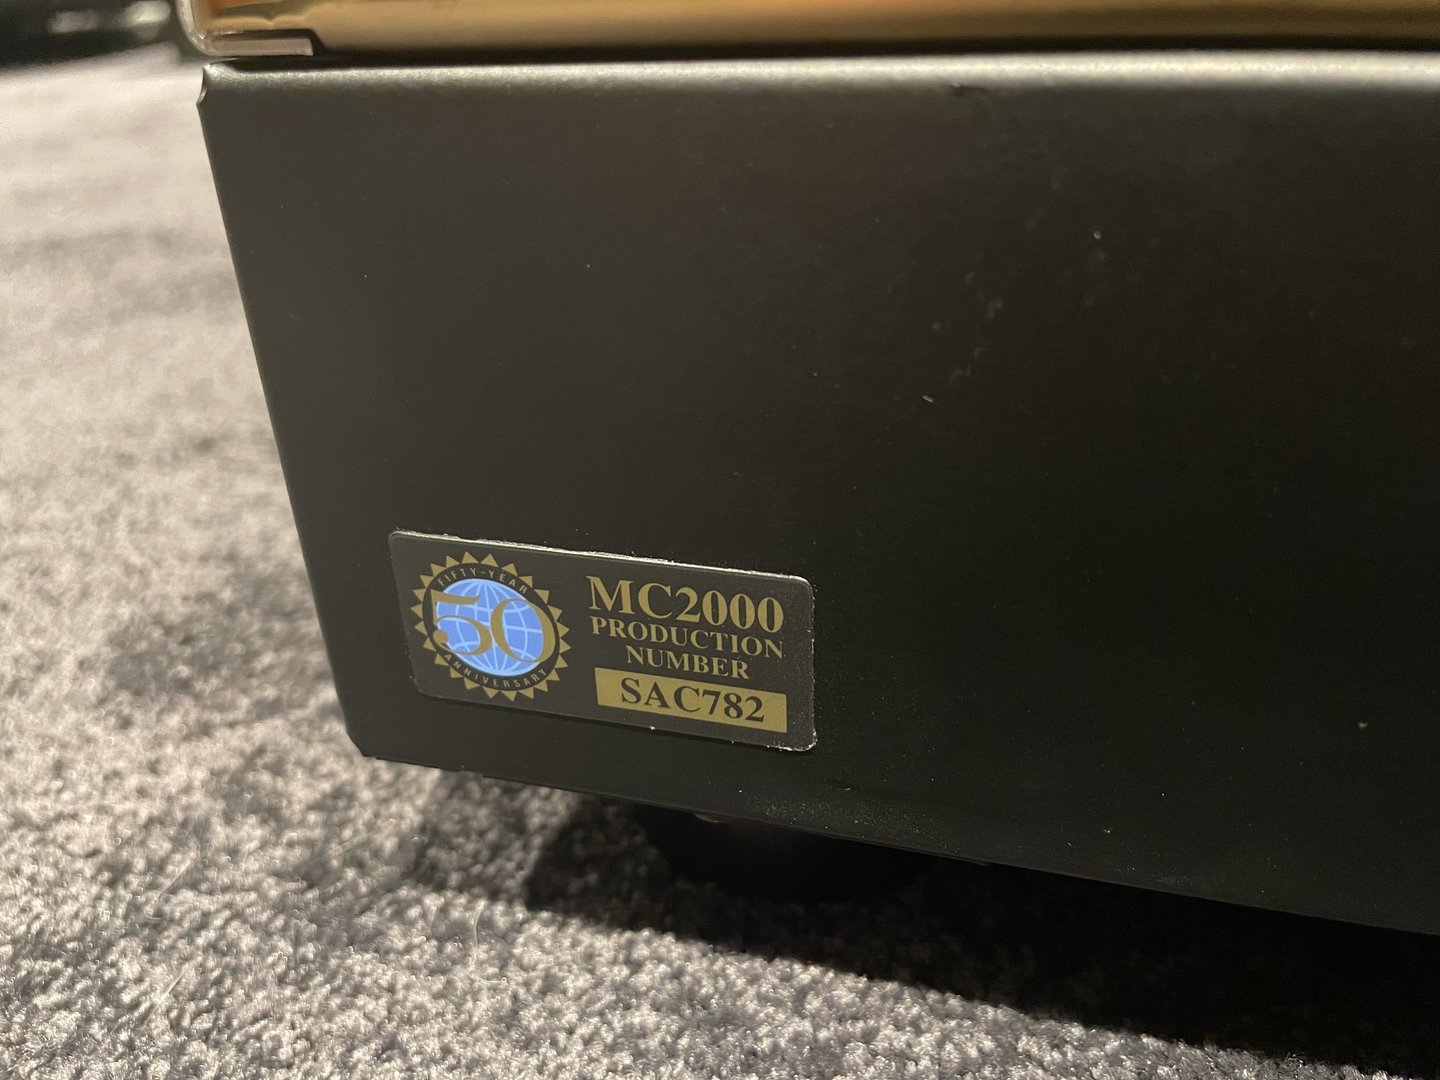 FIFTY-YEAR
50
ANNIVERSARY
MC2000
PRODUCTION
NUMBER
SAC782